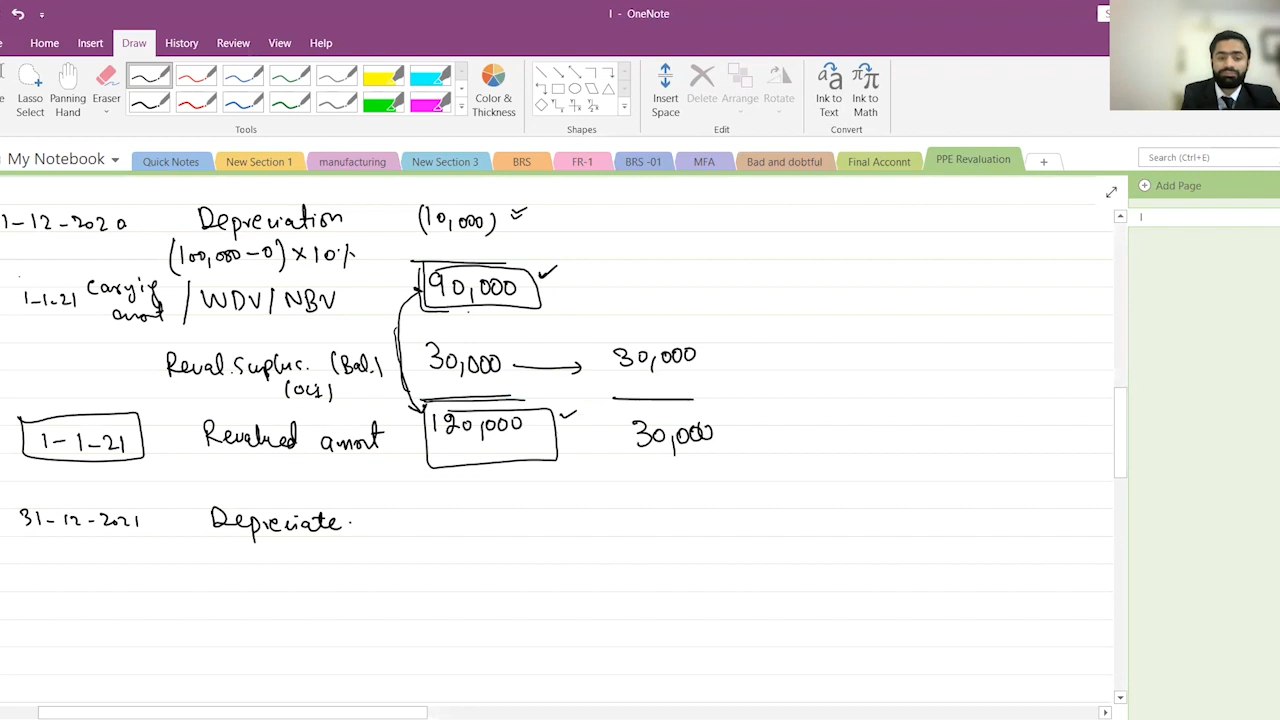 I - OneNote
Home Insert Draw History Review View Help
Lasso Select
Panning Hand
Eraser
Color & Thickness
Insert Space
Delete
Arrange
Rotate
Ink to Text
Ink to Math
Tools
Shapes
Edit
Convert
My Notebook
Quick Notes
New Section 1
manufacturing
New Section 3
BRS
FR-1
BRS -01
MFA
Bad and dobtful
Final Acconnt
PPE Revaluation
Search (Ctrl+E)
Add Page
I
1-12-2020 Depreciation (10,000)
(100,000-0)×10%
1-1-21 Carrying amont / WDV/NBV 90,000
Reval. Surplus. (Bal.) 30,000 → 30,000
1-1-21 Revalued amont 120,000 30,000
31-12-2021 Depreciate.